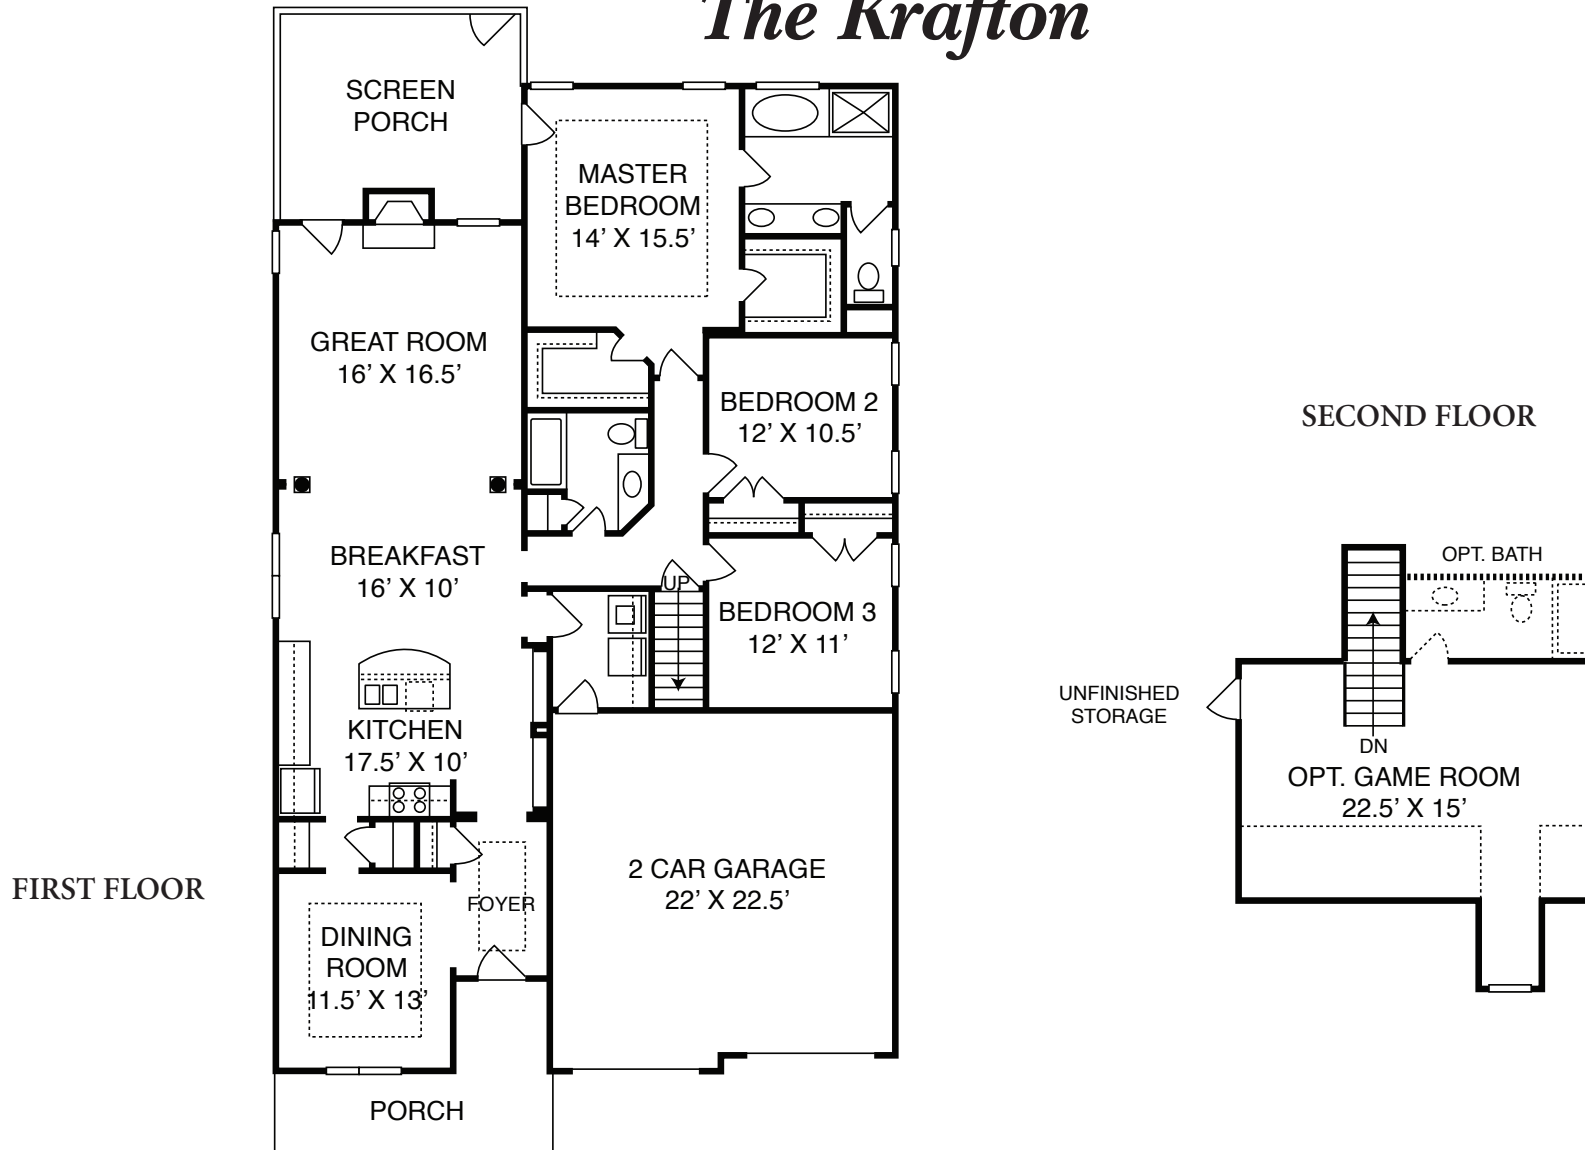 The Krafton
SCREEN
PORCH
MASTER
BEDROOM
14’ X 15.5’
GREAT ROOM
16’ X 16.5’
BEDROOM 2
12’ X 10.5’
BREAKFAST
16’ X 10’
UP
BEDROOM 3
12’ X 11’
KITCHEN
17.5’ X 10’
2 CAR GARAGE
22’ X 22.5’
FIRST FLOOR
FOYER
DINING
ROOM
11.5’ X 13’
PORCH
SECOND FLOOR
OPT. BATH
UNFINISHED
STORAGE
DN
OPT. GAME ROOM
22.5’ X 15’